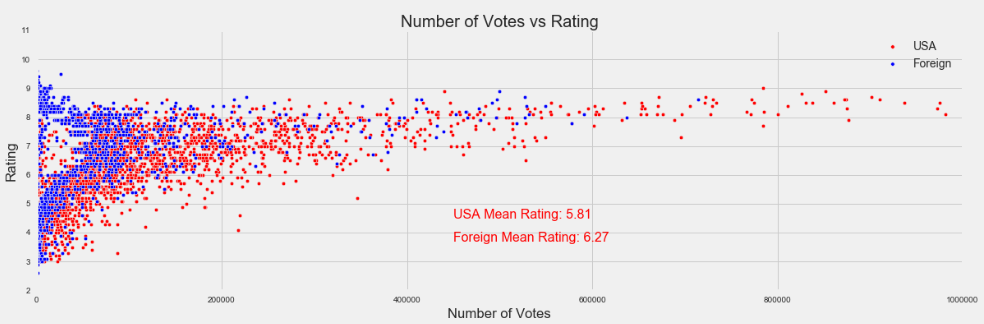 Number of Votes vs Rating
USA
Foreign
11
10
9
8
7
6
5
4
3
2
Rating
USA Mean Rating: 5.81
Foreign Mean Rating: 6.27
0
200000
400000
600000
800000
1000000
Number of Votes